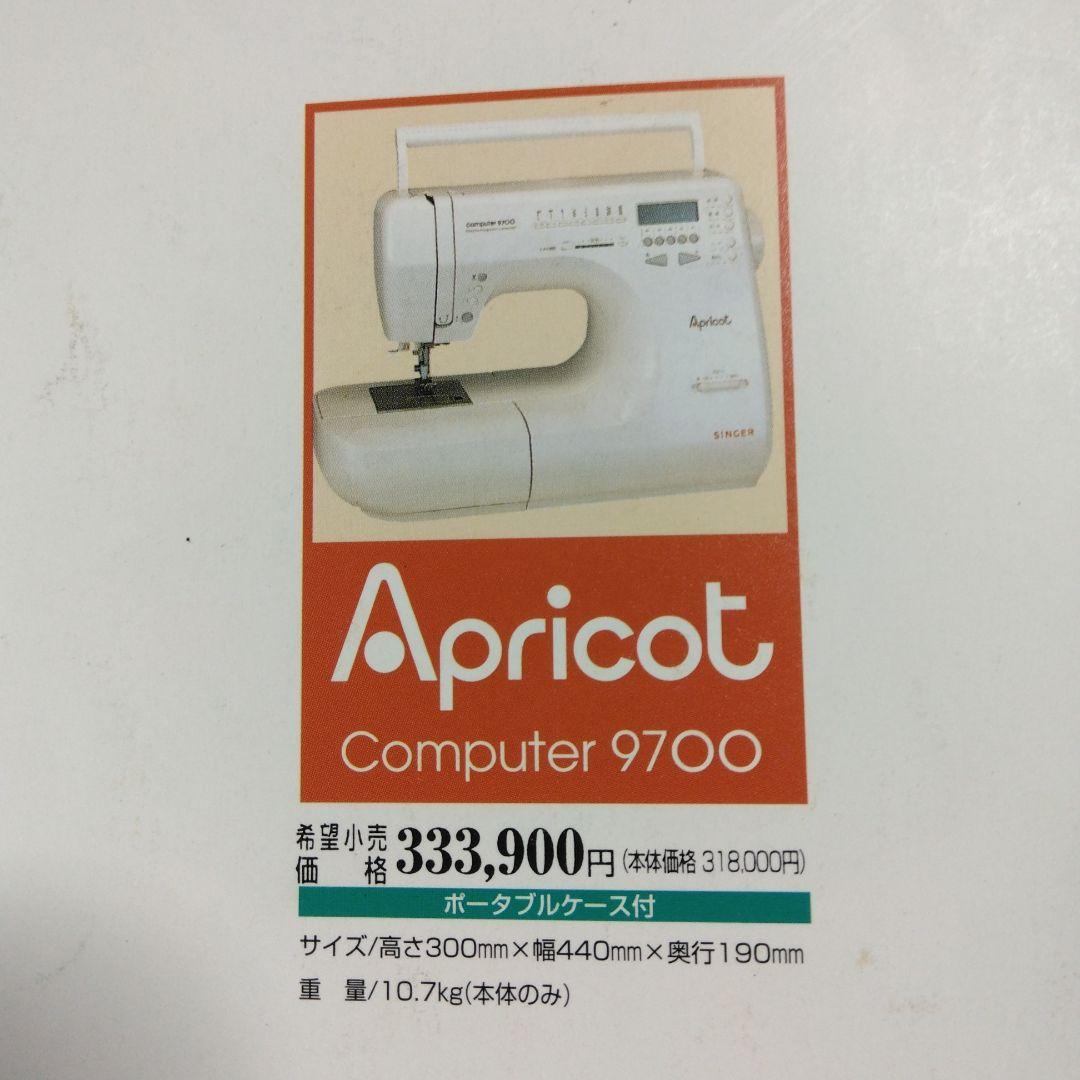 computer 9700
Apricot
SINGER
Apricot
Computer 9700
希望小売
価格 333,900円(本体価格 318,000円)
ポータブルケース付
サイズ/高さ300mm×幅440mm×奥行190mm
重量/10.7kg(本体のみ)